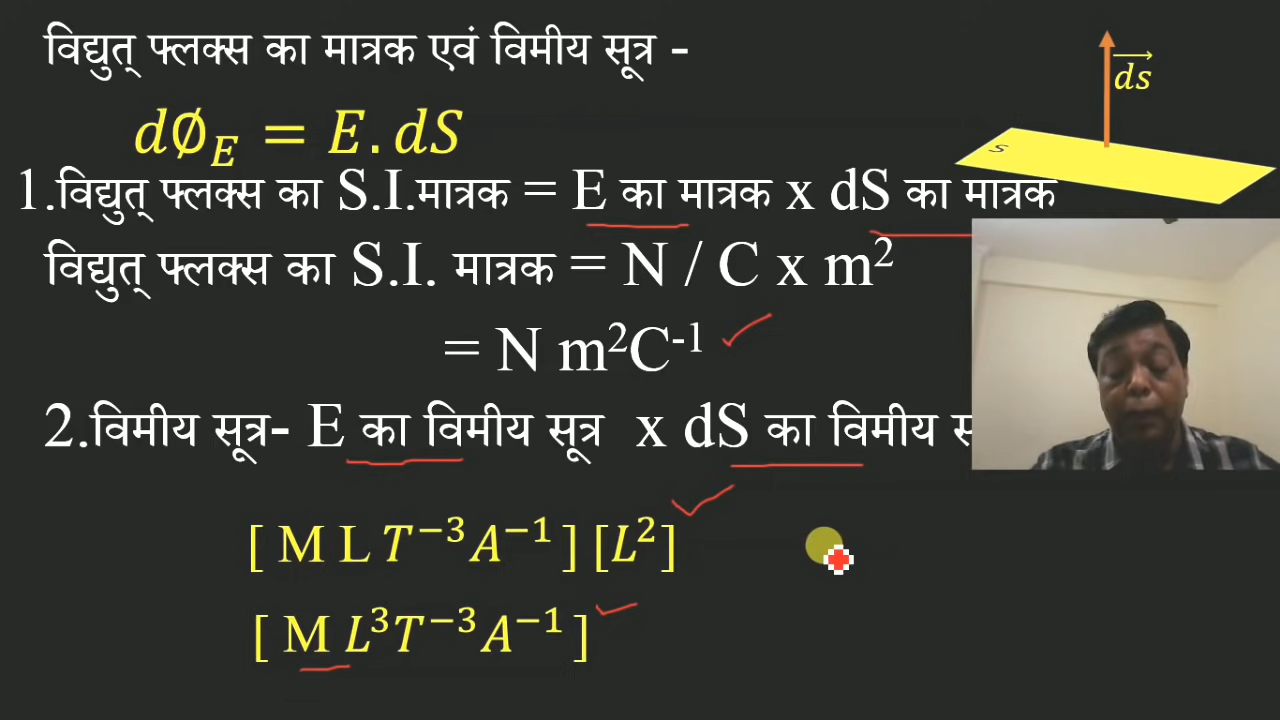 विद्युत् फ्लक्स का मात्रक एवं विमीय सूत्र -
ds
S
d∅E = E.dS
1.विद्युत् फ्लक्स का S.I.मात्रक = E का मात्रक x dS का मात्रक
विद्युत् फ्लक्स का S.I. मात्रक = N / C x m²
= N m²C⁻¹
2.विमीय सूत्र- E का विमीय सूत्र x dS का विमीय
[ M L T⁻³A⁻¹ ] [L²]
[ M L³T⁻³A⁻¹ ]